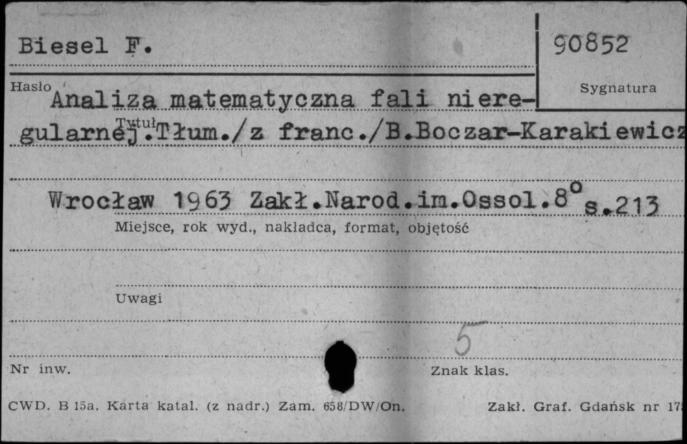 Biesel F.
90852
Hasło
Sygnatura
Analiza matematyczna fali niere-
gularnej.Tłum./z franc./B.Boczar-Karakiewicz
Tytuł
Wrocław 1963 Zakł.Narod.im.Ossol.8° s.213
Miejsce, rok wyd., nakładca, format, objętość
Uwagi
5
Nr inw.
Znak klas.
CWD. B 15a. Karta katal. (z nadr.) Zam. 658/DW/On.
Zakł. Graf. Gdańsk nr